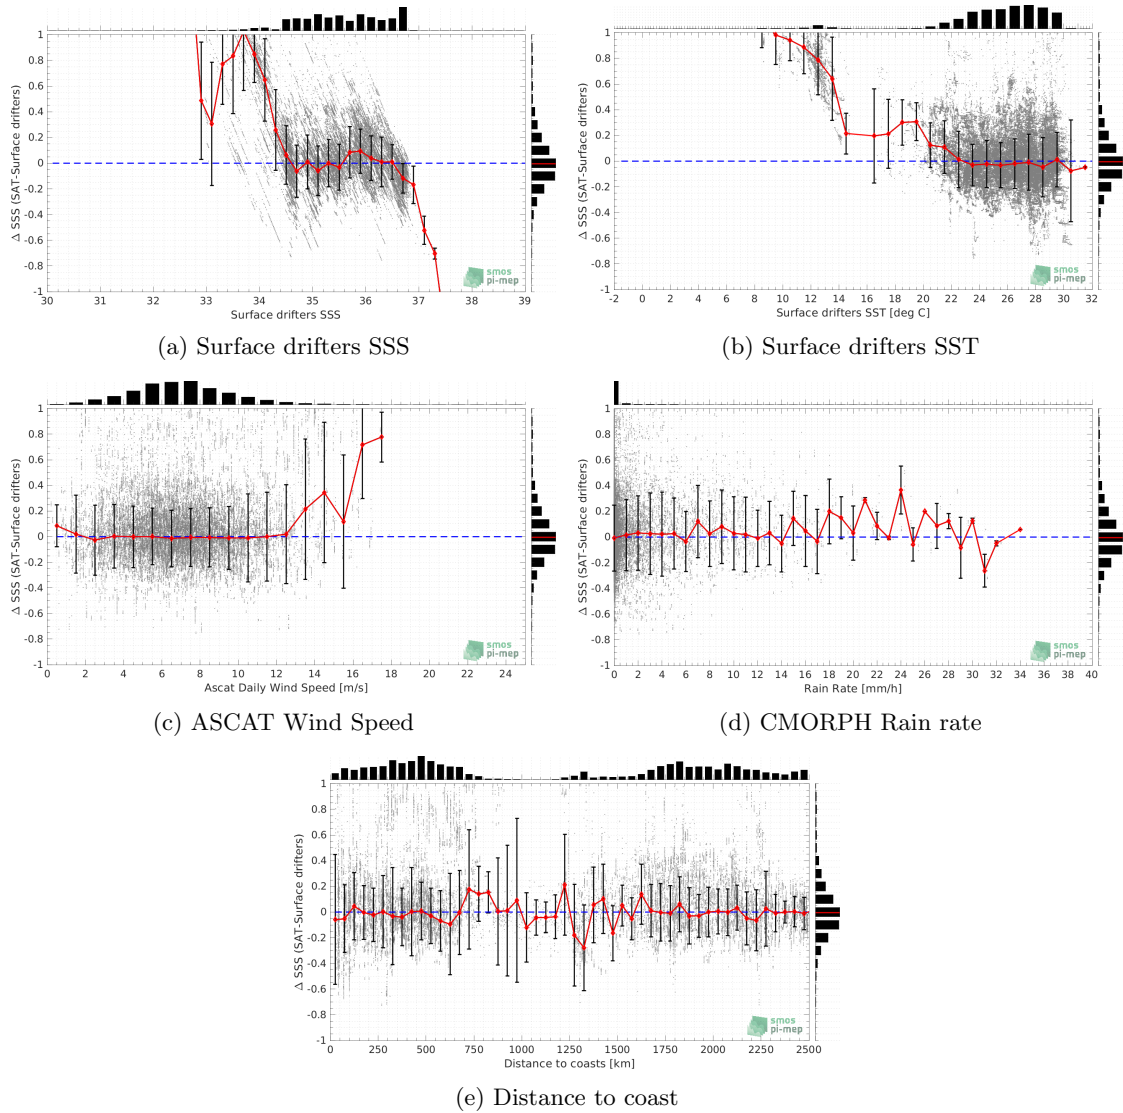 1
0.8
0.6
0.4
0.2
0
-0.2
-0.4
-0.6
-0.8
-1
Δ SSS (SAT-Surface drifters)
smos
pi-mep
30 31 32 33 34 35 36 37 38 39
Surface drifters SSS
(a) Surface drifters SSS
1
0.8
0.6
0.4
0.2
0
-0.2
-0.4
-0.6
-0.8
-1
Δ SSS (SAT-Surface drifters)
smos
pi-mep
-2 0 2 4 6 8 10 12 14 16 18 20 22 24 26 28 30 32
Surface drifters SST [deg C]
(b) Surface drifters SST
1
0.8
0.6
0.4
0.2
0
-0.2
-0.4
-0.6
-0.8
-1
Δ SSS (SAT-Surface drifters)
smos
pi-mep
0 2 4 6 8 10 12 14 16 18 20 22 24
Ascat Daily Wind Speed [m/s]
(c) ASCAT Wind Speed
1
0.8
0.6
0.4
0.2
0
-0.2
-0.4
-0.6
-0.8
-1
Δ SSS (SAT-Surface drifters)
smos
pi-mep
0 2 4 6 8 10 12 14 16 18 20 22 24 26 28 30 32 34 36 38 40
Rain Rate [mm/h]
(d) CMORPH Rain rate
1
0.8
0.6
0.4
0.2
0
-0.2
-0.4
-0.6
-0.8
-1
Δ SSS (SAT-Surface drifters)
smos
pi-mep
0 250 500 750 1000 1250 1500 1750 2000 2250 2500
Distance to coasts [km]
(e) Distance to coast